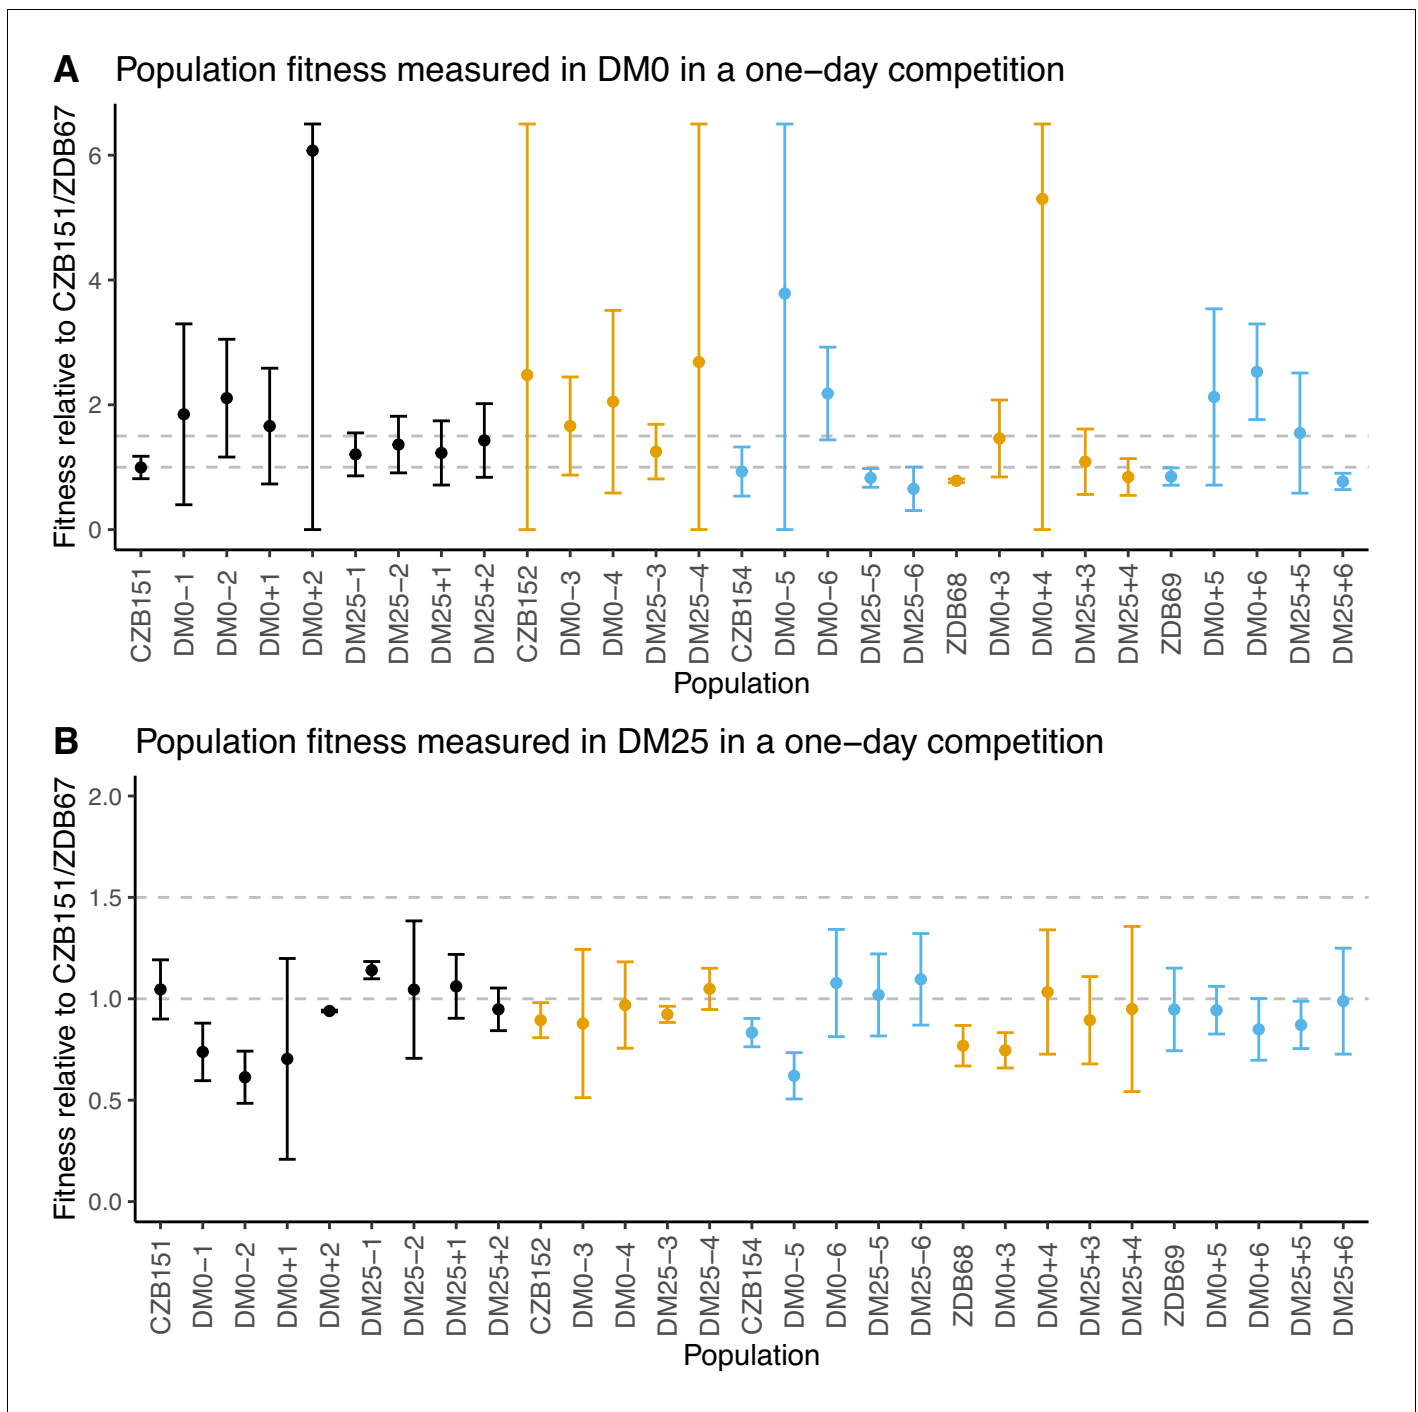 A Population fitness measured in DM0 in a one−day competition
Fitness relative to CZB151/ZDB67
6
4
2
0
CZB151
DM0−1
DM0−2
DM0+1
DM0+2
DM25−1
DM25−2
DM25+1
DM25+2
CZB152
DM0−3
DM0−4
DM25−3
DM25−4
CZB154
DM0−5
DM0−6
DM25−5
DM25−6
ZDB68
DM0+3
DM0+4
DM25+3
DM25+4
ZDB69
DM0+5
DM0+6
DM25+5
DM25+6
Population
B Population fitness measured in DM25 in a one−day competition
Fitness relative to CZB151/ZDB67
2.0
1.5
1.0
0.5
0.0
CZB151
DM0−1
DM0−2
DM0+1
DM0+2
DM25−1
DM25−2
DM25+1
DM25+2
CZB152
DM0−3
DM0−4
DM25−3
DM25−4
CZB154
DM0−5
DM0−6
DM25−5
DM25−6
ZDB68
DM0+3
DM0+4
DM25+3
DM25+4
ZDB69
DM0+5
DM0+6
DM25+5
DM25+6
Population